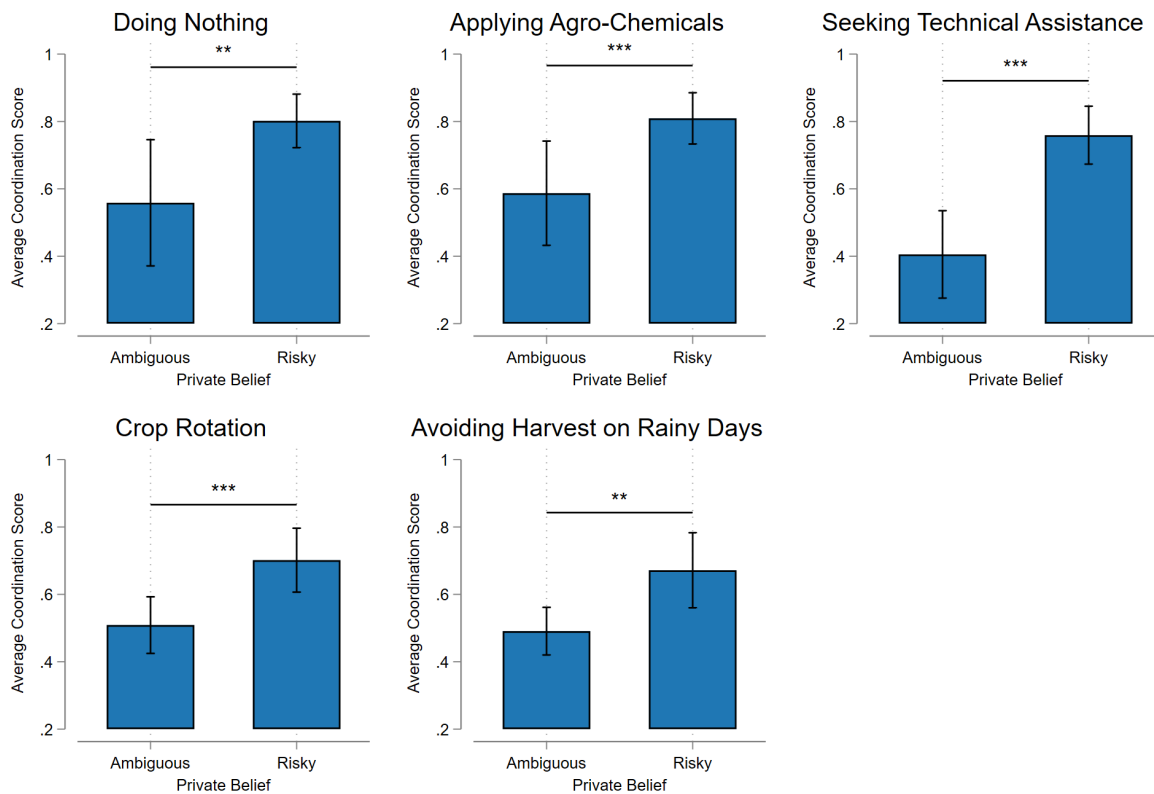 Doing Nothing
**
1
.8
.6
.4
.2
Average Coordination Score
Ambiguous
Risky
Private Belief
Applying Agro-Chemicals
***
1
.8
.6
.4
.2
Average Coordination Score
Ambiguous
Risky
Private Belief
Seeking Technical Assistance
***
1
.8
.6
.4
.2
Average Coordination Score
Ambiguous
Risky
Private Belief
Crop Rotation
***
1
.8
.6
.4
.2
Average Coordination Score
Ambiguous
Risky
Private Belief
Avoiding Harvest on Rainy Days
**
1
.8
.6
.4
.2
Average Coordination Score
Ambiguous
Risky
Private Belief